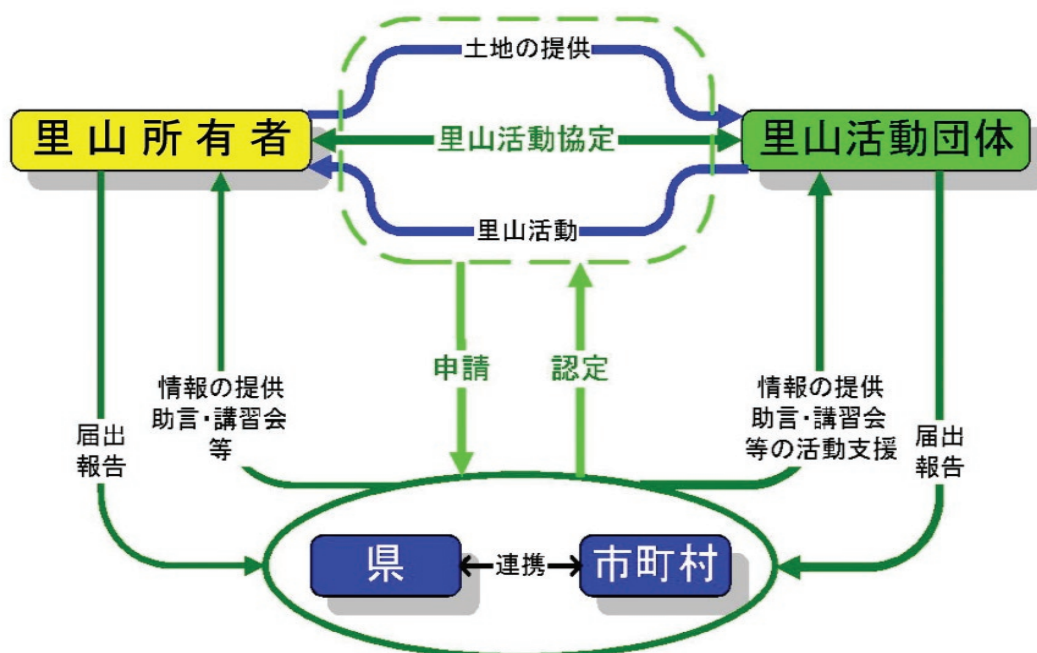 土地の提供
里山所有者
里山活動協定
里山活動団体
里山活動
申請
認定
情報の提供
助言・講習会
等
情報の提供
助言・講習会
等の活動支援
届出
報告
届出
報告
県
連携
市町村